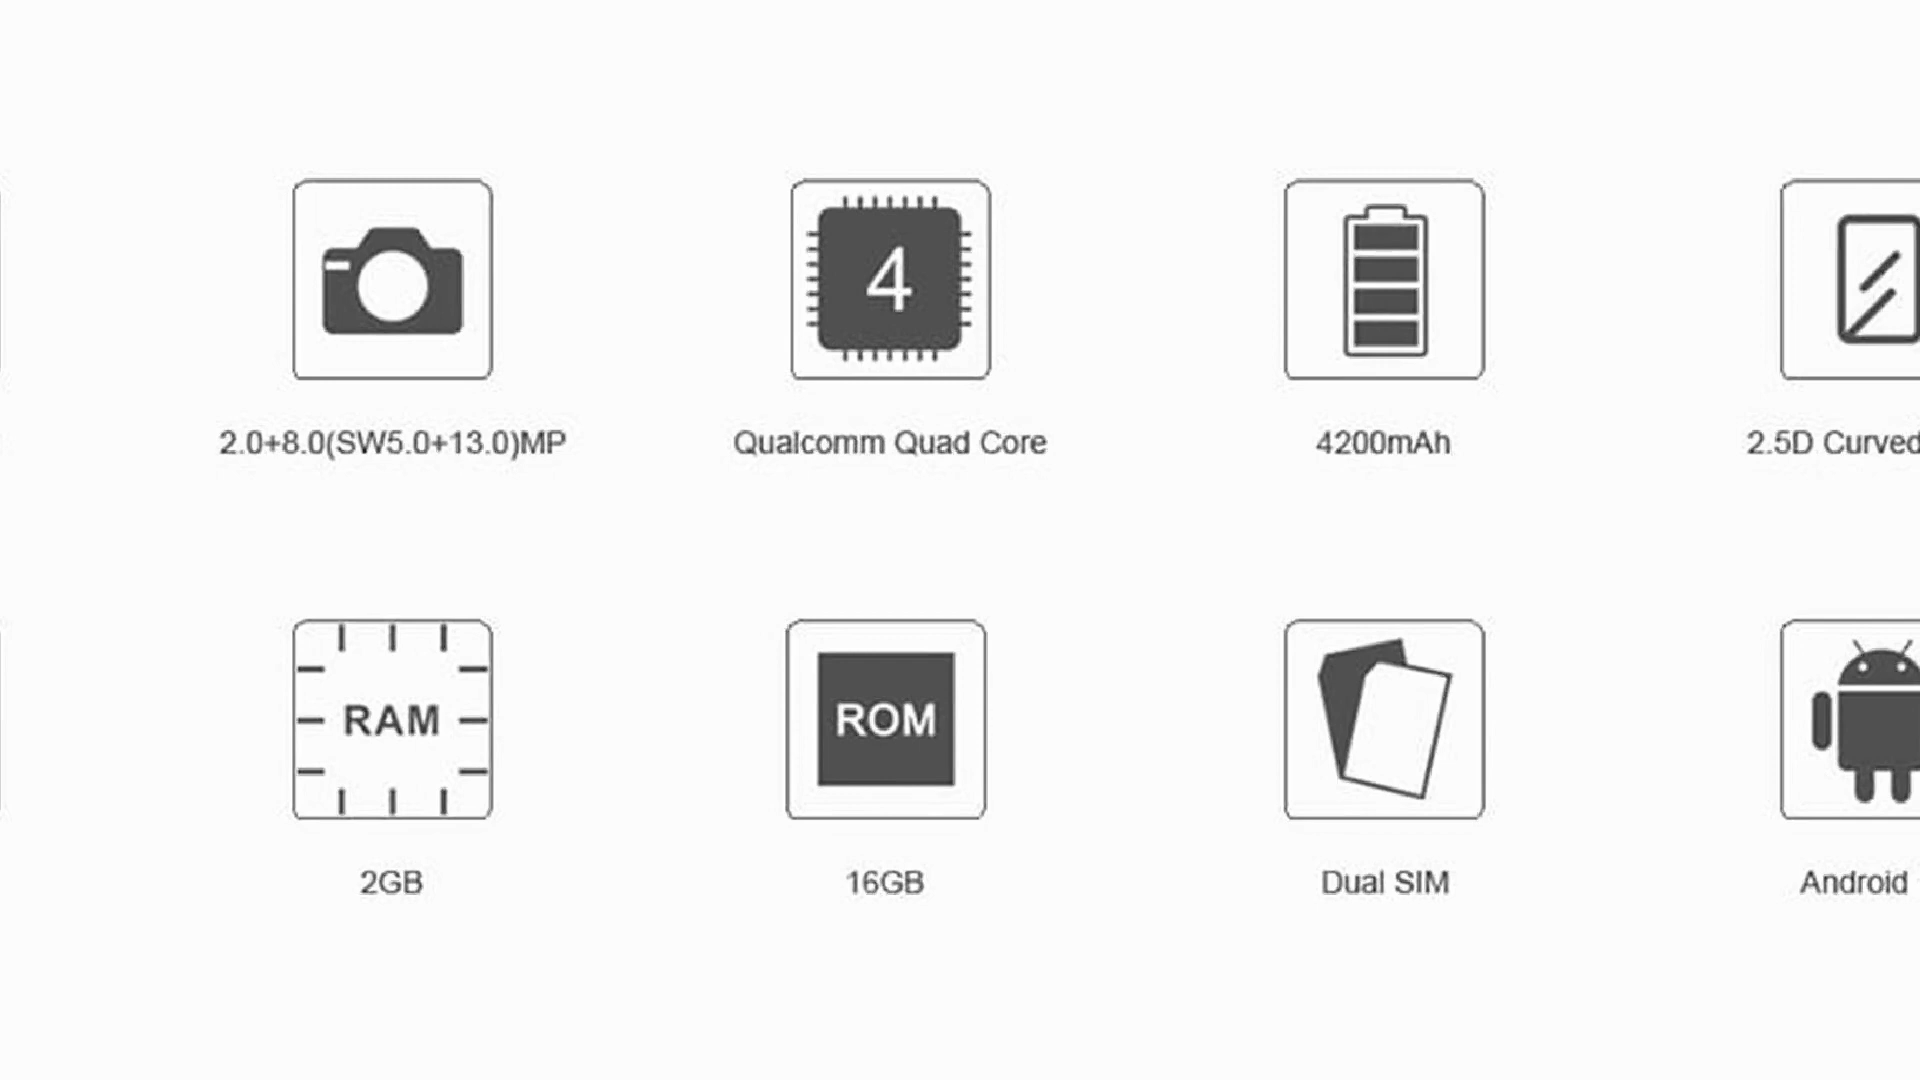 4
2.0+8.0(SW5.0+13.0)MP
Qualcomm Quad Core
4200mAh
2.5D Curved
RAM
ROM
2GB
16GB
Dual SIM
Android